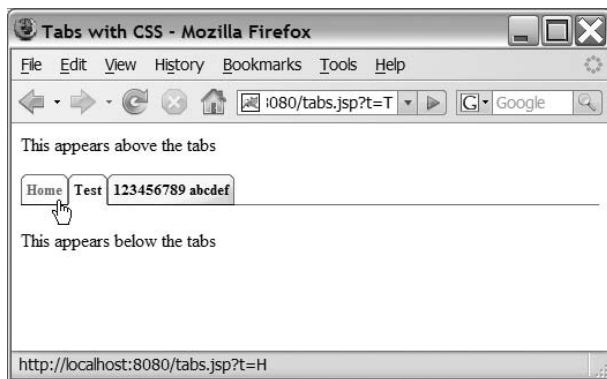 Tabs with CSS - Mozilla Firefox
File Edit View History Bookmarks Tools Help
:080/tabs.jsp?t=T G Google
This appears above the tabs
Home Test 123456789 abcdef
This appears below the tabs
http://localhost:8080/tabs.jsp?t=H